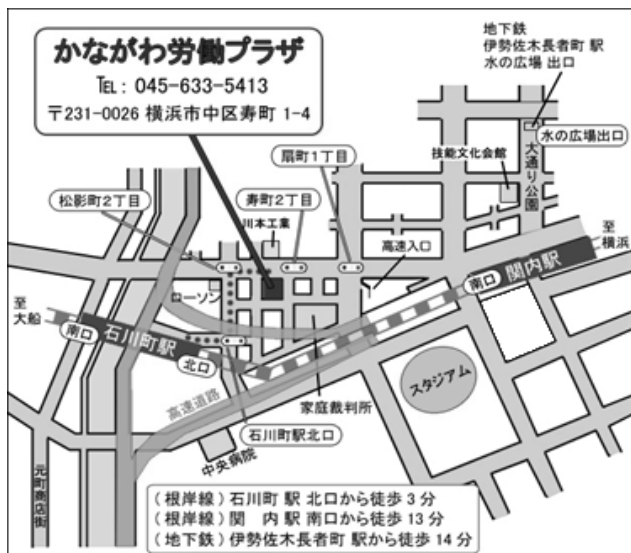 かながわ労働プラザ
TEL: 045-633-5413
〒231-0026 横浜市中区寿町 1-4
地下鉄
伊勢佐木長者町 駅
水の広場 出口
水の広場出口
技能文化会館
大通り公園
扇町1丁目
寿町2丁目
松影町2丁目
川本工業
高速入口
至
横浜
関内駅
南口
ローソン
至
大船
南口
石川町駅
北口
スタジアム
家庭裁判所
高速道路
石川町駅北口
中央病院
元町商店街
(根岸線) 石川町 駅 北口から徒歩 3 分
(根岸線) 関 内 駅 南口から徒歩 13 分
(地下鉄) 伊勢佐木長者町 駅から徒歩 14 分